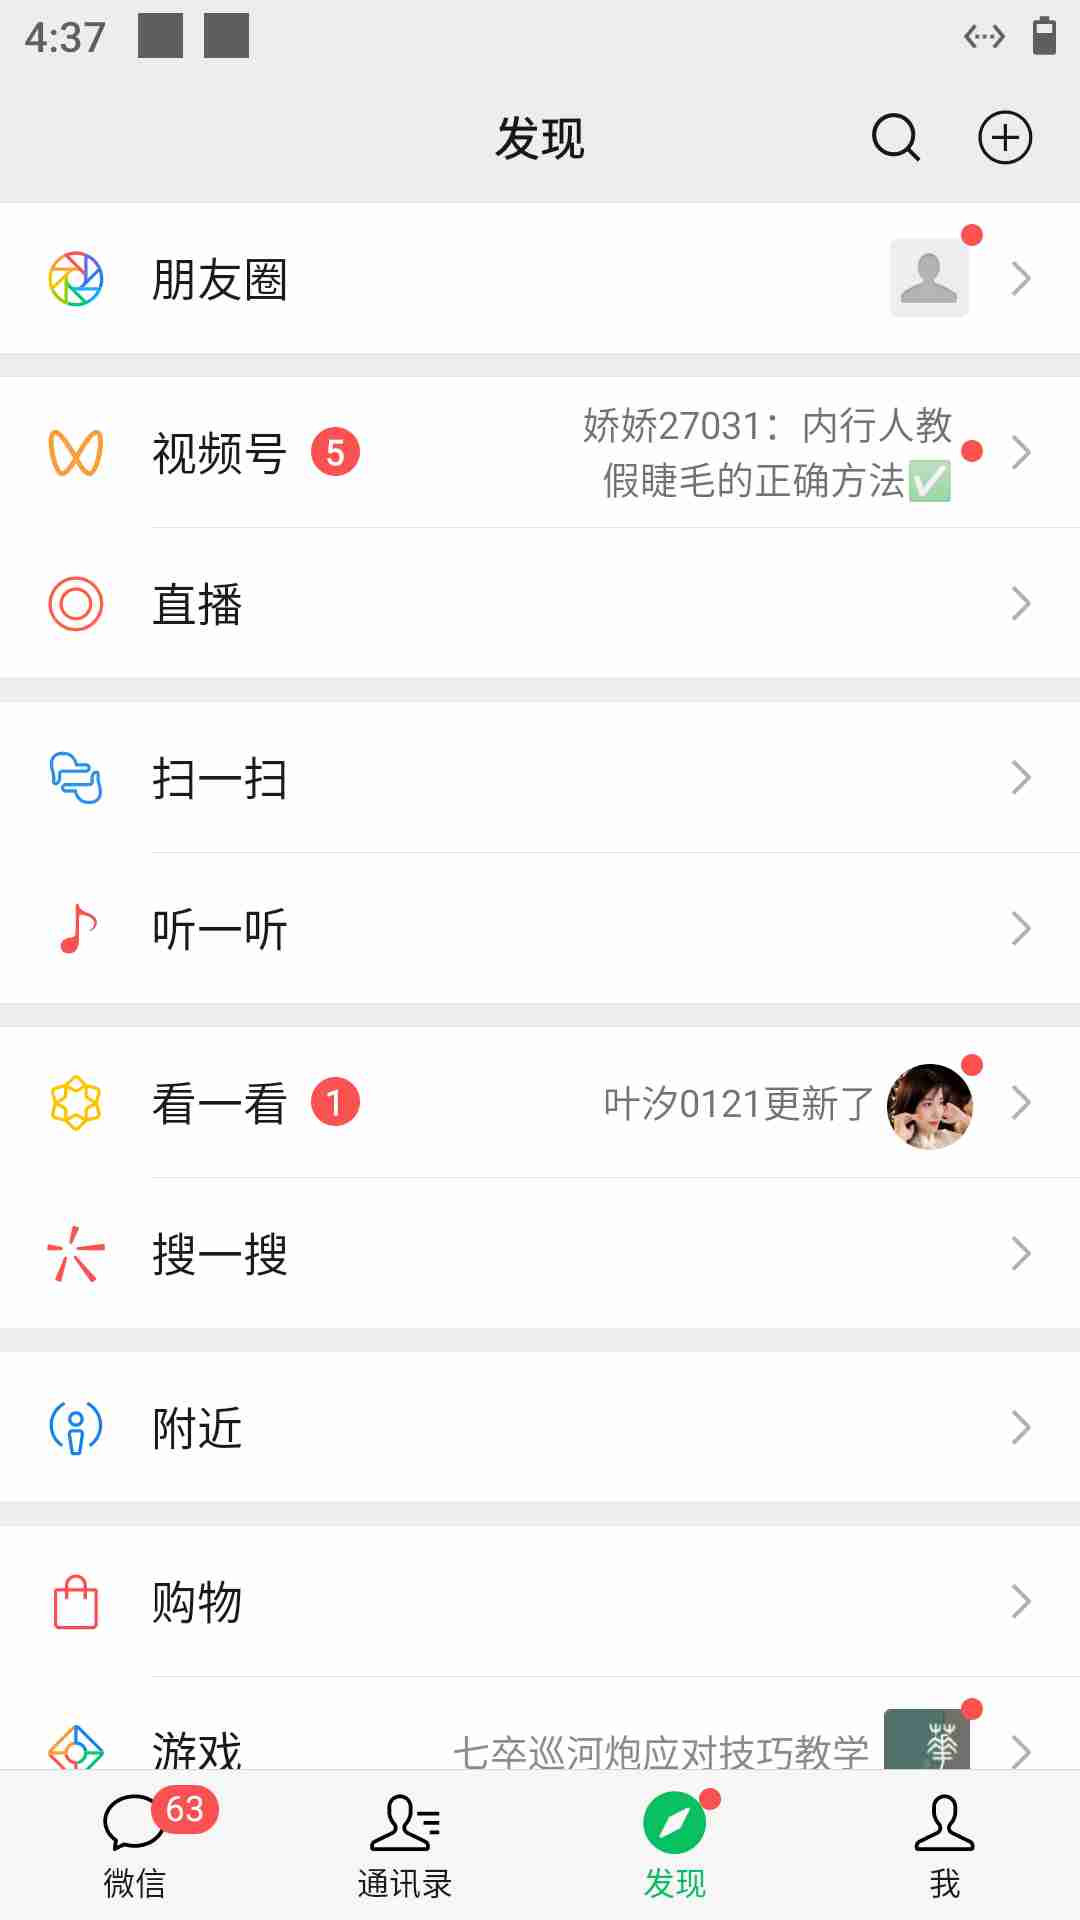 4:37
发现
朋友圈
视频号 5
娇娇27031：内行人教
假睫毛的正确方法✅
直播
扫一扫
听一听
看一看 1 叶汐0121更新了
搜一搜
附近
购物
游戏 七卒巡河炮应对技巧教学
63
微信 通讯录 发现 我